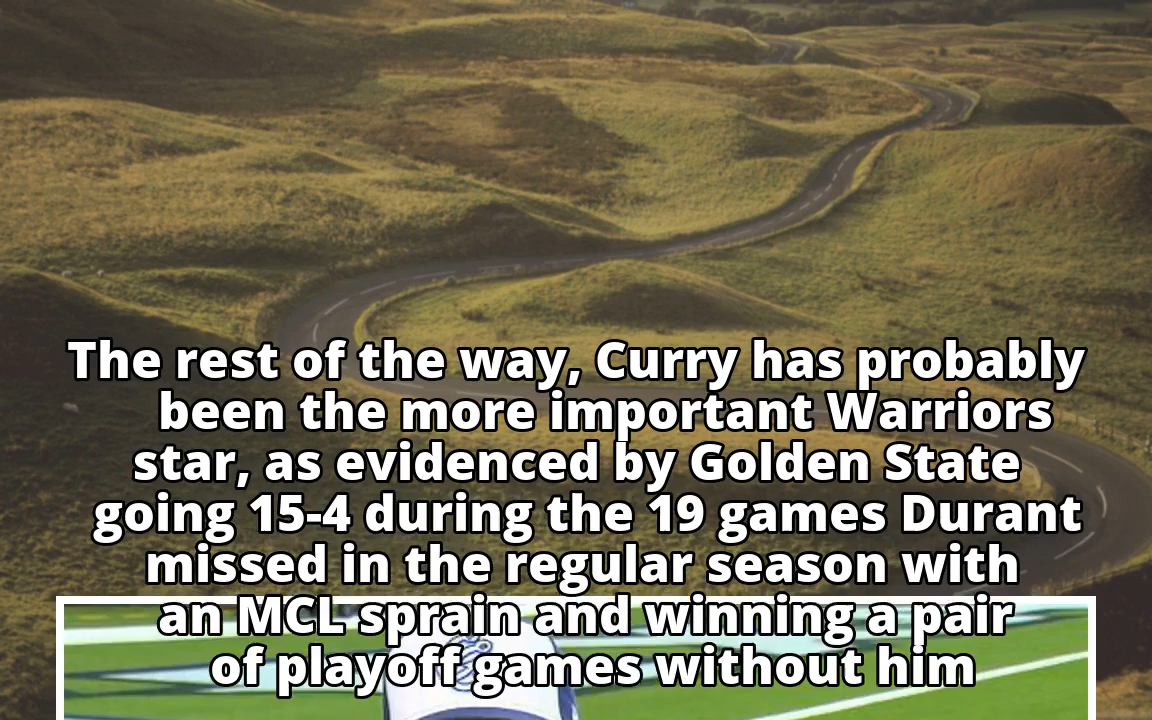 The rest of the way, Curry has probably
been the more important Warriors
star, as evidenced by Golden State
going 15-4 during the 19 games Durant
missed in the regular season with
an MCL sprain and winning a pair
of playoff games without him